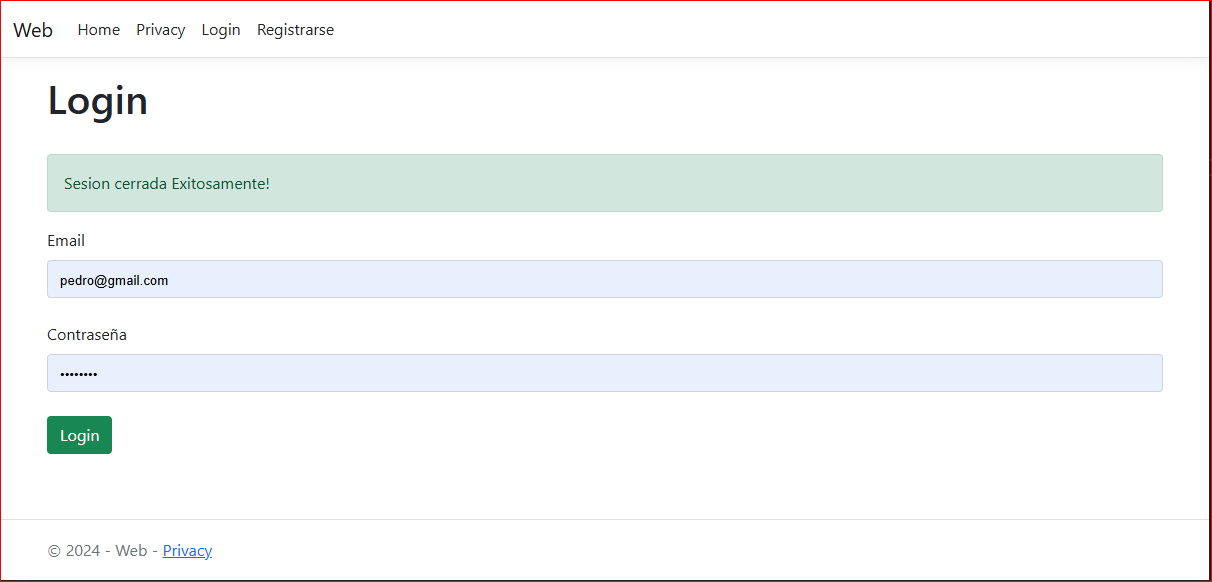 Web Home Privacy Login Registrarse
Login
Sesion cerrada Exitosamente!
Email
pedro@gmail.com
Contraseña
••••••••
Login
© 2024 - Web - Privacy